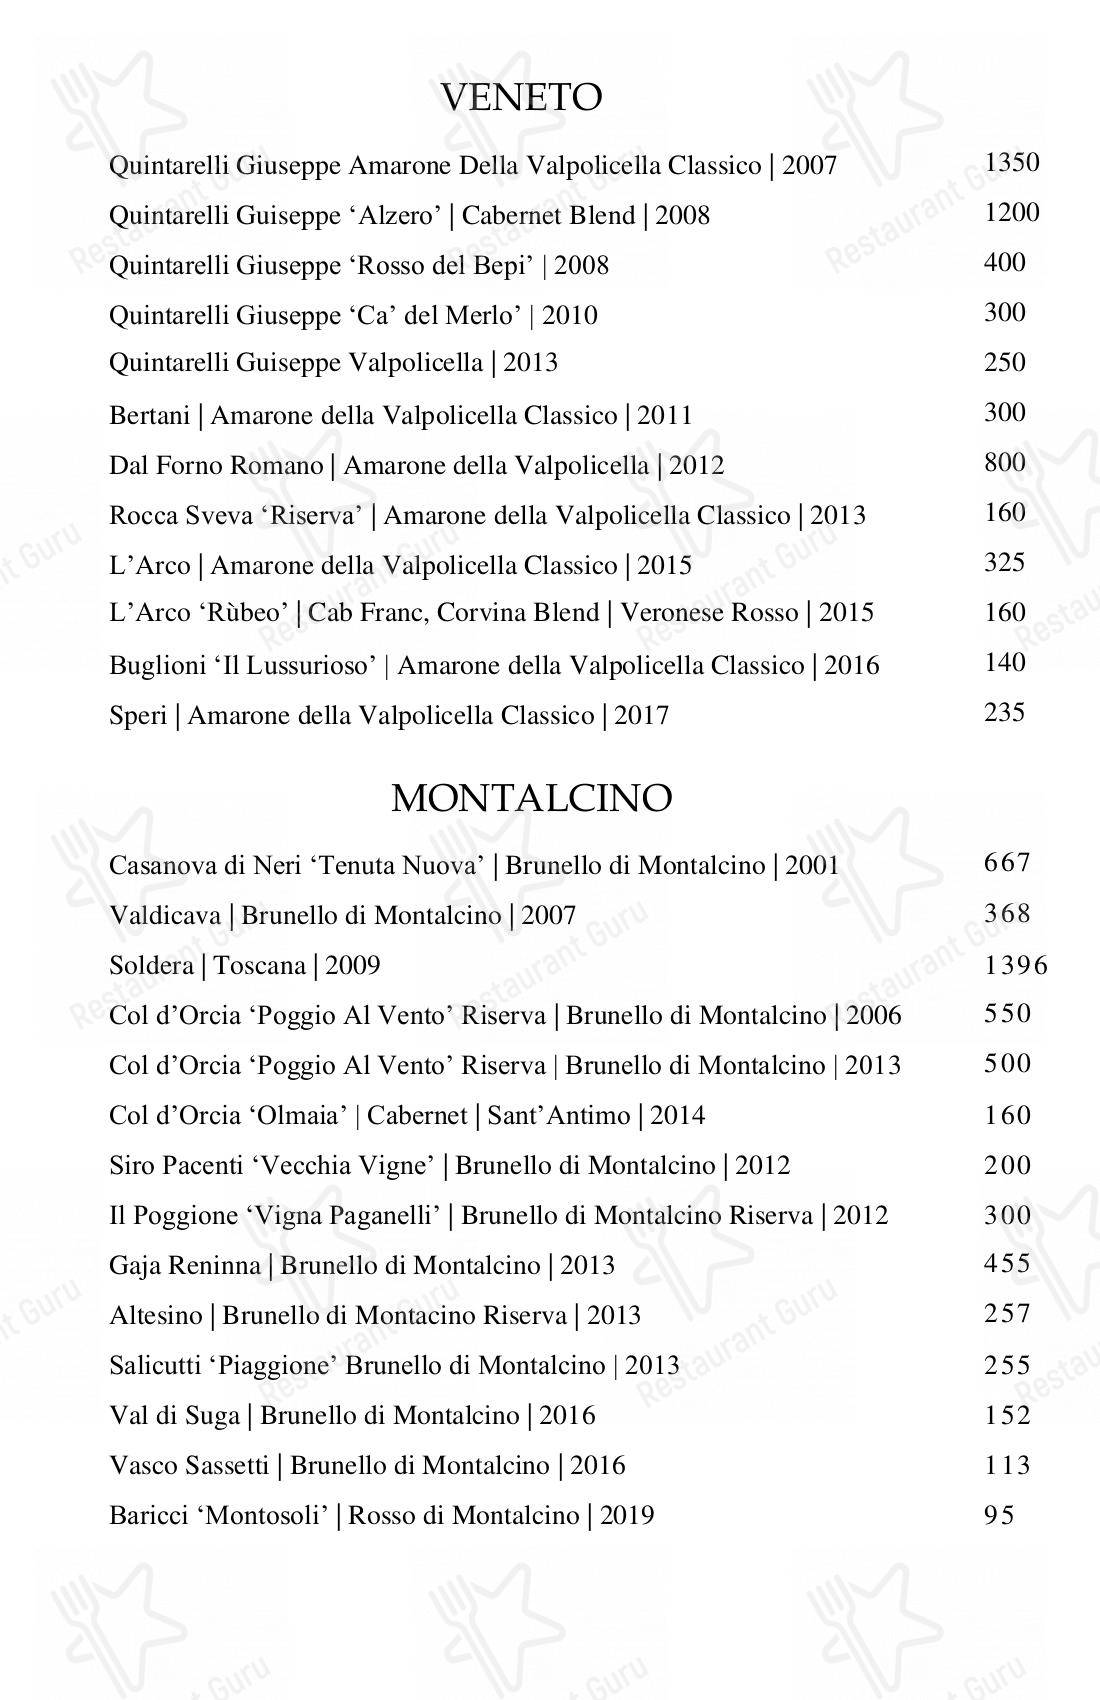 VENETO
Quintarelli Giuseppe Amarone Della Valpolicella Classico | 2007 1350
Quintarelli Guiseppe ‘Alzero’ | Cabernet Blend | 2008 1200
Quintarelli Giuseppe ‘Rosso del Bepi’ | 2008 400
Quintarelli Giuseppe ‘Ca’ del Merlo’ | 2010 300
Quintarelli Guiseppe Valpolicella | 2013 250
Bertani | Amarone della Valpolicella Classico | 2011 300
Dal Forno Romano | Amarone della Valpolicella | 2012 800
Rocca Sveva ‘Riserva’ | Amarone della Valpolicella Classico | 2013 160
L’Arco | Amarone della Valpolicella Classico | 2015 325
L’Arco ‘Rùbeo’ | Cab Franc, Corvina Blend | Veronese Rosso | 2015 160
Buglioni ‘Il Lussurioso’ | Amarone della Valpolicella Classico | 2016 140
Speri | Amarone della Valpolicella Classico | 2017 235
MONTALCINO
Casanova di Neri ‘Tenuta Nuova’ | Brunello di Montalcino | 2001 667
Valdicava | Brunello di Montalcino | 2007 368
Soldera | Toscana | 2009 1396
Col d’Orcia ‘Poggio Al Vento’ Riserva | Brunello di Montalcino | 2006 550
Col d’Orcia ‘Poggio Al Vento’ Riserva | Brunello di Montalcino | 2013 500
Col d’Orcia ‘Olmaia’ | Cabernet | Sant’Antimo | 2014 160
Siro Pacenti ‘Vecchia Vigne’ | Brunello di Montalcino | 2012 200
Il Poggione ‘Vigna Paganelli’ | Brunello di Montalcino Riserva | 2012 300
Gaja Reninna | Brunello di Montalcino | 2013 455
Altesino | Brunello di Montacino Riserva | 2013 257
Salicutti ‘Piaggione’ Brunello di Montalcino | 2013 255
Val di Suga | Brunello di Montalcino | 2016 152
Vasco Sassetti | Brunello di Montalcino | 2016 113
Baricci ‘Montosoli’ | Rosso di Montalcino | 2019 95
Restaurant Guru